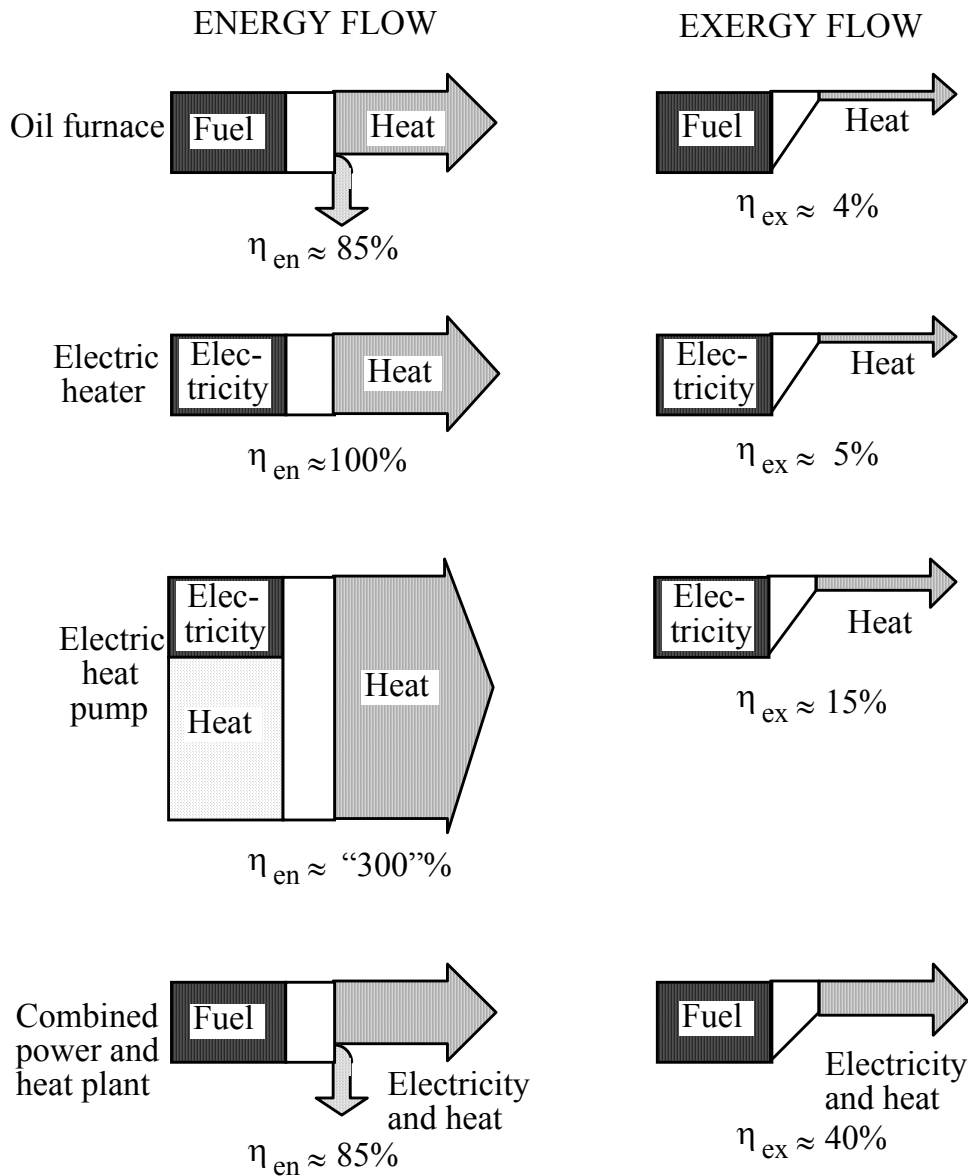 ENERGY FLOW
EXERGY FLOW
Oil furnace
Fuel
Heat
η en ≈ 85%
Fuel
Heat
η ex ≈ 4%
Electric
heater
Elec-
tricity
Heat
η en ≈100%
Elec-
tricity
Heat
η ex ≈ 5%
Electric
heat
pump
Elec-
tricity
Heat
Heat
η en ≈ “300”%
Elec-
tricity
Heat
η ex ≈ 15%
Combined
power and
heat plant
Fuel
Electricity
and heat
η en ≈ 85%
Fuel
Electricity
and heat
η ex ≈ 40%